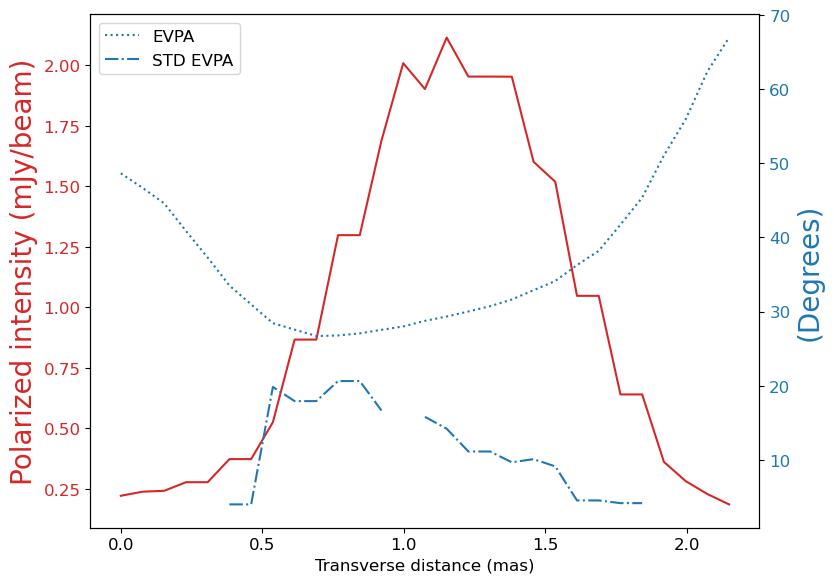 EVPA
STD EVPA
Polarized intensity (mJy/beam)
2.00
1.75
1.50
1.25
1.00
0.75
0.50
0.25
70
60
50
40
30
20
10
(Degrees)
0.0 0.5 1.0 1.5 2.0
Transverse distance (mas)